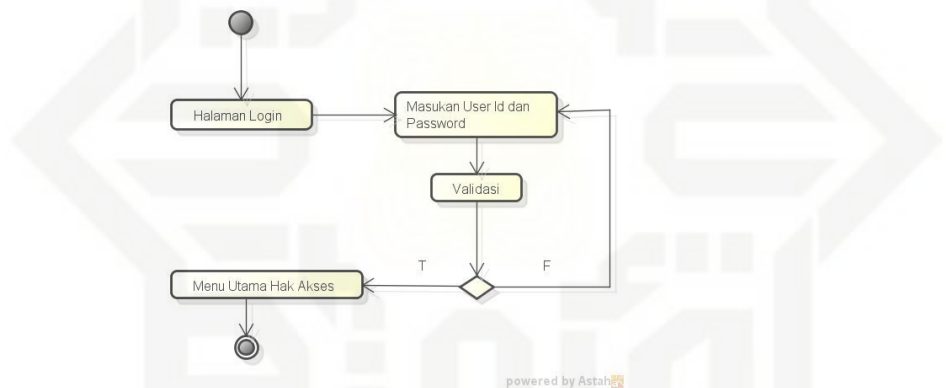 Halaman Login
Masukan User Id dan
Password
Validasi
T
F
Menu Utama Hak Akses
powered by Astah